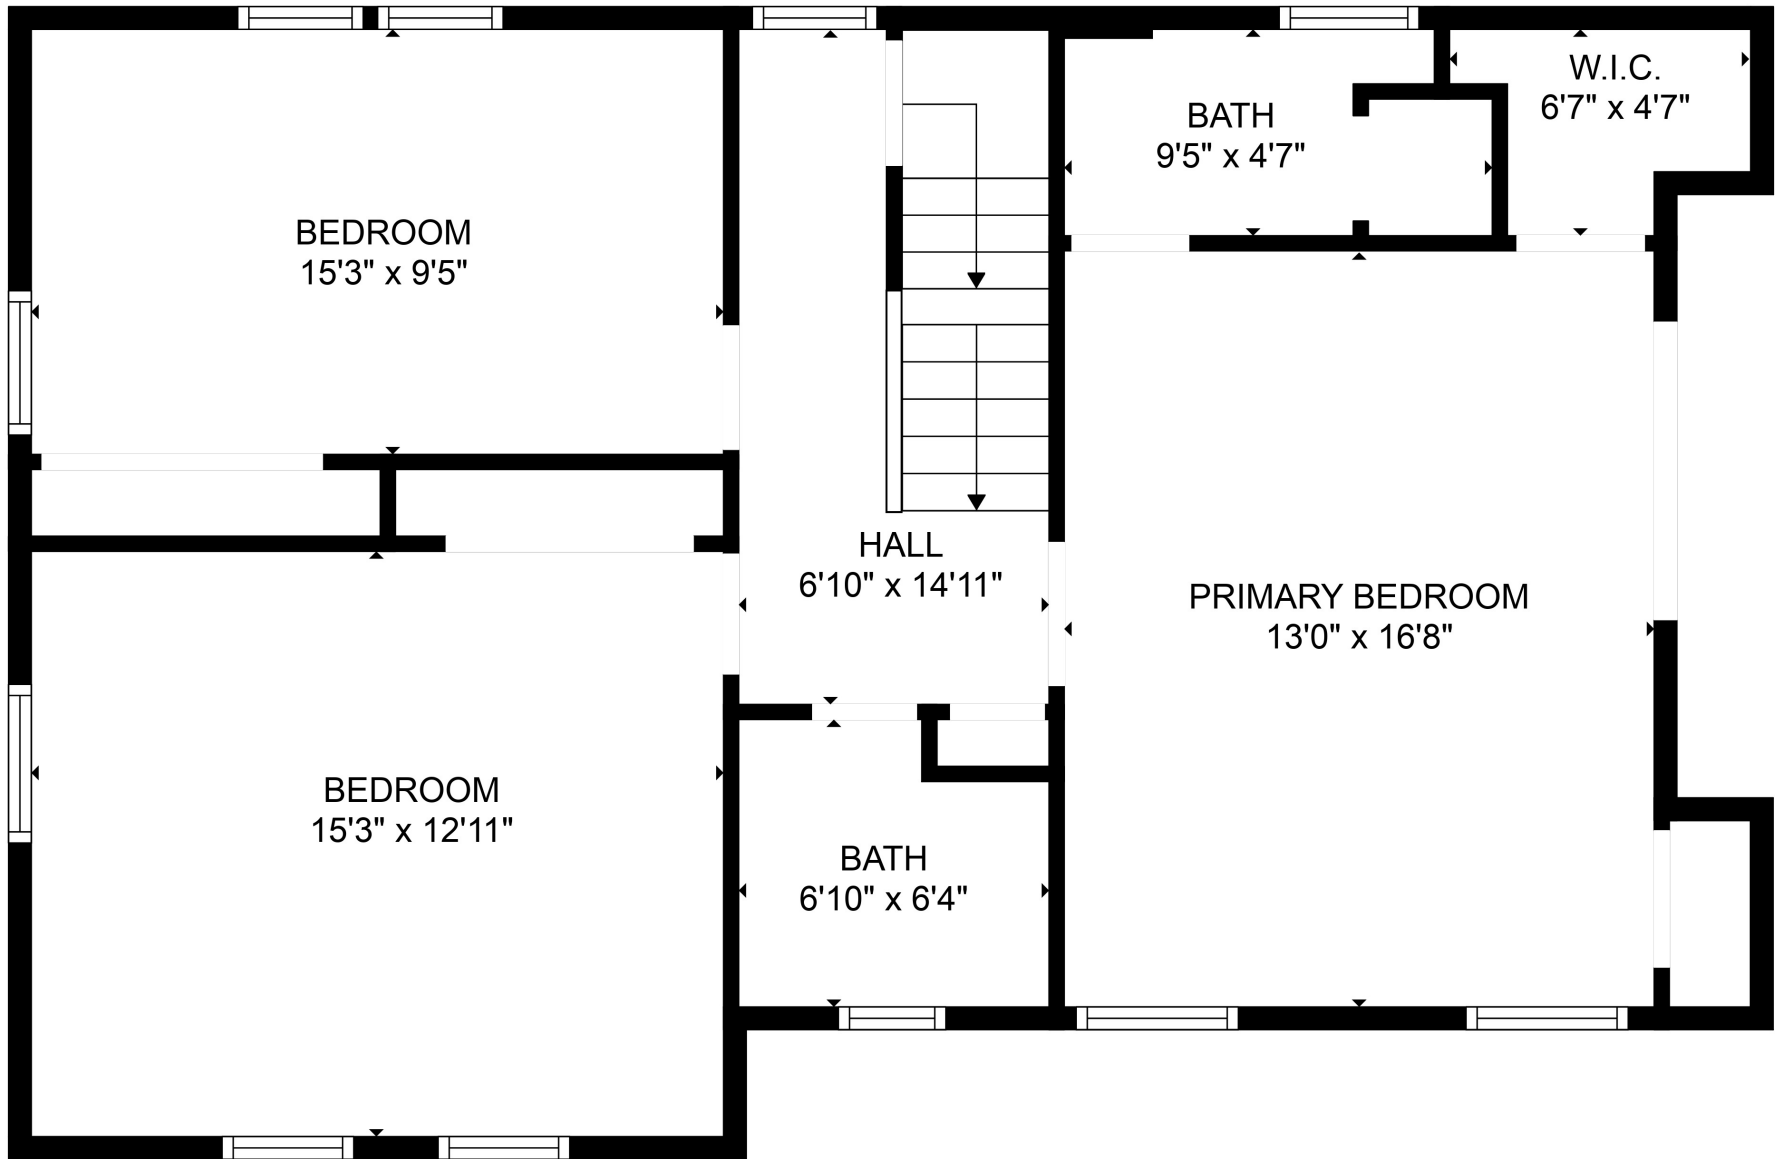 BEDROOM
15'3" x 9'5"
BATH
9'5" x 4'7"
W.I.C.
6'7" x 4'7"
HALL
6'10" x 14'11"
PRIMARY BEDROOM
13'0" x 16'8"
BEDROOM
15'3" x 12'11"
BATH
6'10" x 6'4"